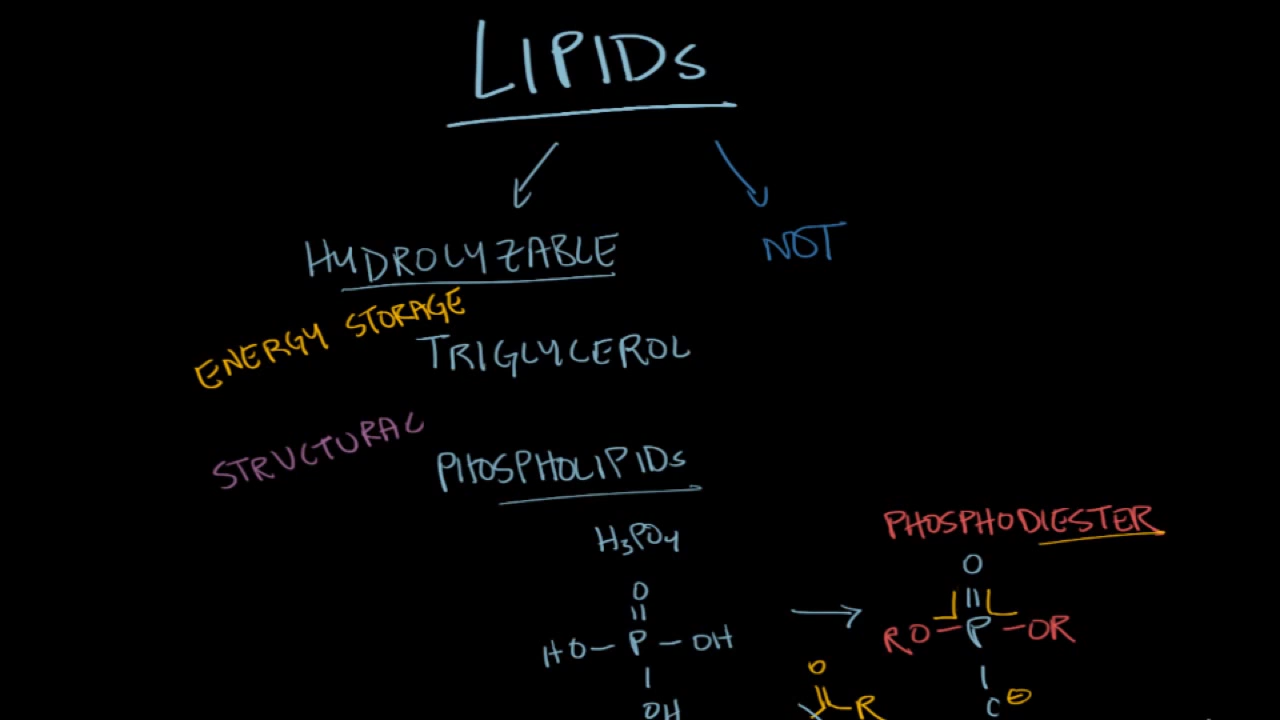 LIPIDs
HYDROLYZABLE
NOT
ENERGY STORAGE
TRIGLYCEROL
STRUCTURAL
PHOSPHOLIPIDs
H₃PO₄
PHOSPHODIESTER
O
O
HO P OH
RO P OR
OH
O
R
O ⊖